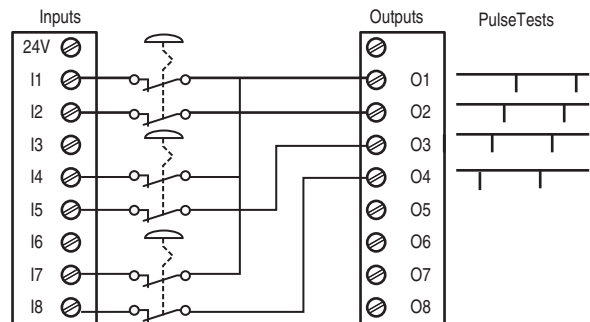 Inputs Outputs PulseTests
24V
I1 O1
I2 O2
I3 O3
I4 O4
I5 O5
I6 O6
I7 O7
I8 O8